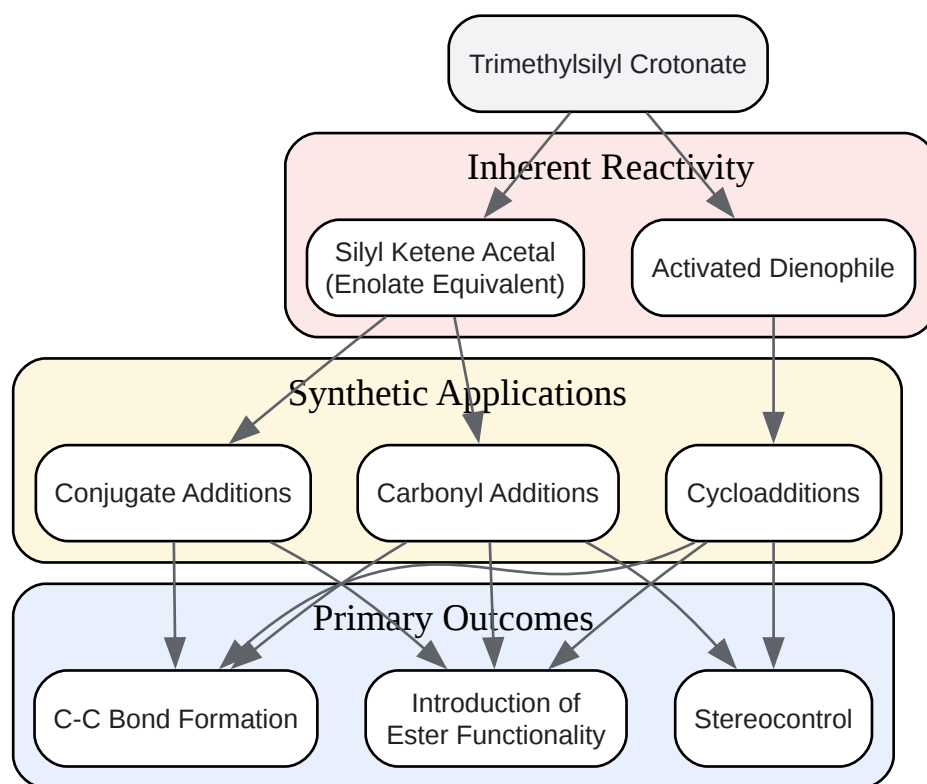 Trimethylsilyl Crotonate
Inherent Reactivity
Silyl Ketene Acetal
(Enolate Equivalent)
Activated Dienophile
Synthetic Applications
Conjugate Additions
Carbonyl Additions
Cycloadditions
Primary Outcomes
C-C Bond Formation
Introduction of
Ester Functionality
Stereocontrol